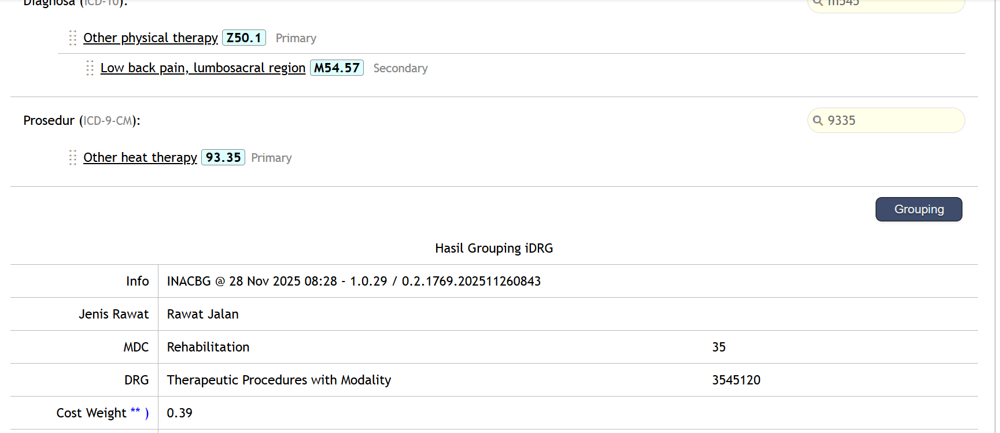 Diagnosa (ICD-10):
m545
Other physical therapy Z50.1 Primary
Low back pain, lumbosacral region M54.57 Secondary
Prosedur (ICD-9-CM):
9335
Other heat therapy 93.35 Primary
Grouping
Hasil Grouping iDRG
Info INACBG @ 28 Nov 2025 08:28 - 1.0.29 / 0.2.1769.202511260843
Jenis Rawat Rawat Jalan
MDC Rehabilitation 35
DRG Therapeutic Procedures with Modality 3545120
Cost Weight ** ) 0.39